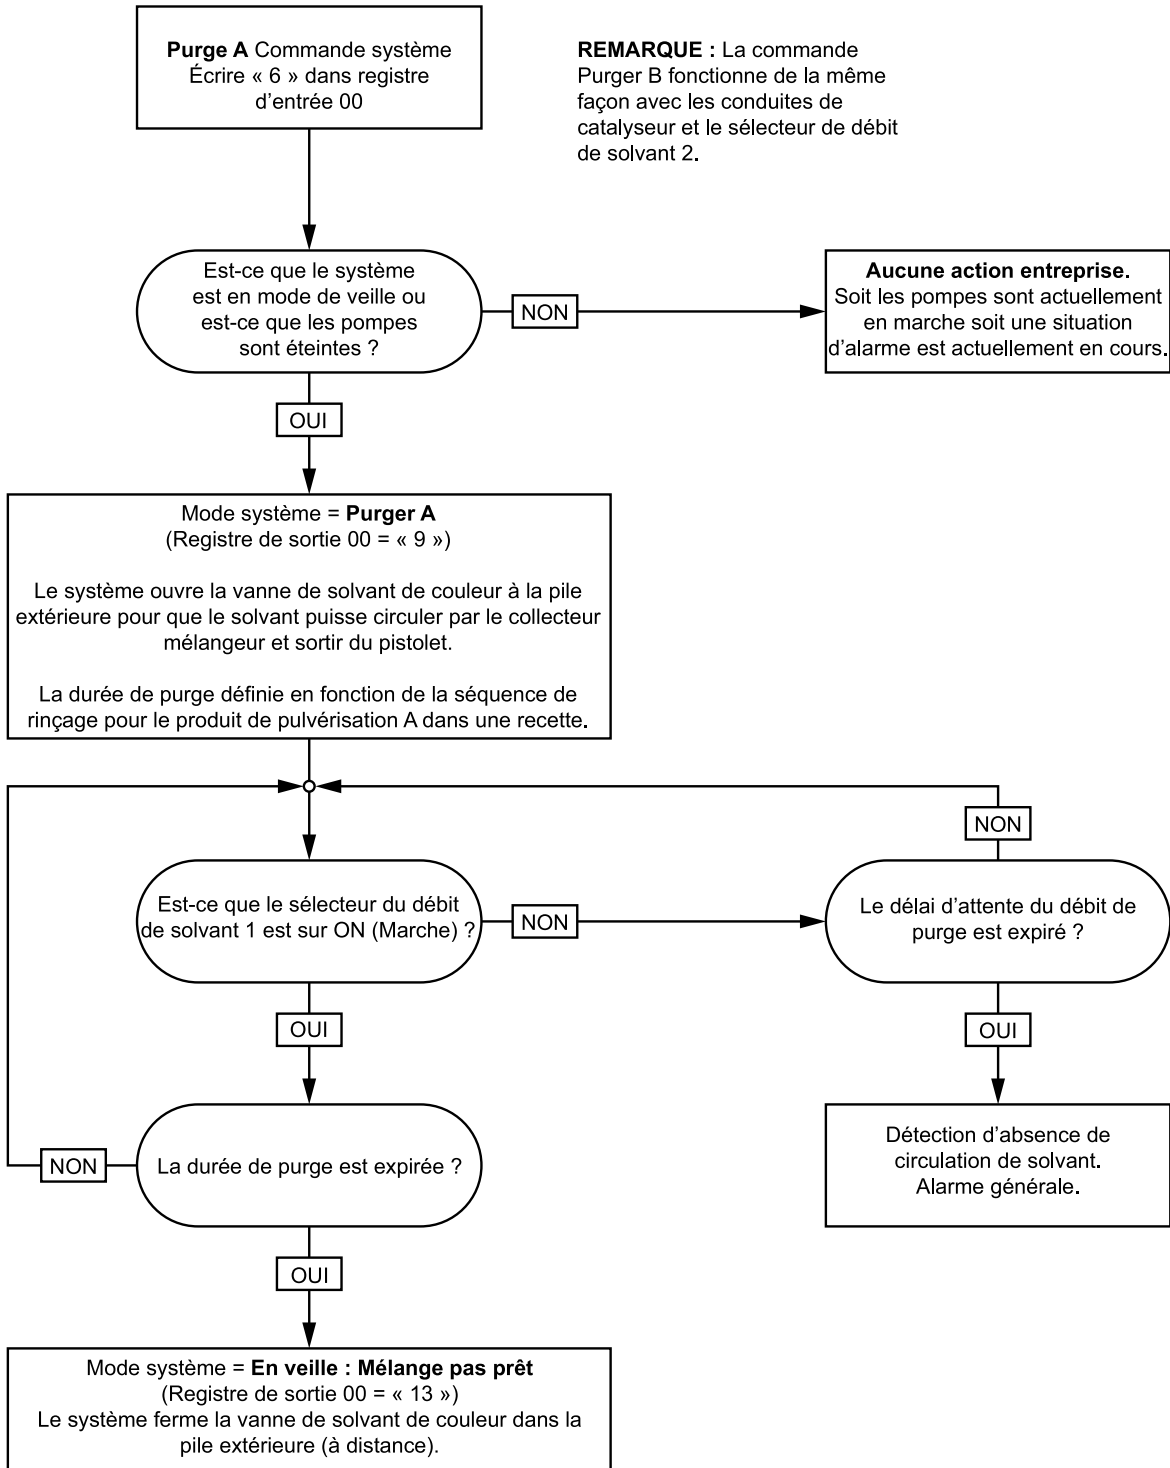 Purge A Commande système
Écrire « 6 » dans registre
d'entrée 00
REMARQUE : La commande
Purger B fonctionne de la même
façon avec les conduites de
catalyseur et le sélecteur de débit
de solvant 2.
Est-ce que le système
est en mode de veille ou
est-ce que les pompes
sont éteintes ?
NON
Aucune action entreprise.
Soit les pompes sont actuellement
en marche soit une situation
d'alarme est actuellement en cours.
OUI
Mode système = Purger A
(Registre de sortie 00 = « 9 »)
Le système ouvre la vanne de solvant de couleur à la pile
extérieure pour que le solvant puisse circuler par le collecteur
mélangeur et sortir du pistolet.
La durée de purge définie en fonction de la séquence de
rinçage pour le produit de pulvérisation A dans une recette.
NON
Est-ce que le sélecteur du débit
de solvant 1 est sur ON (Marche) ?
NON
Le délai d'attente du débit de
purge est expiré ?
OUI
OUI
Détection d'absence de
circulation de solvant.
Alarme générale.
La durée de purge est expirée ?
NON
OUI
Mode système = En veille : Mélange pas prêt
(Registre de sortie 00 = « 13 »)
Le système ferme la vanne de solvant de couleur dans la
pile extérieure (à distance).